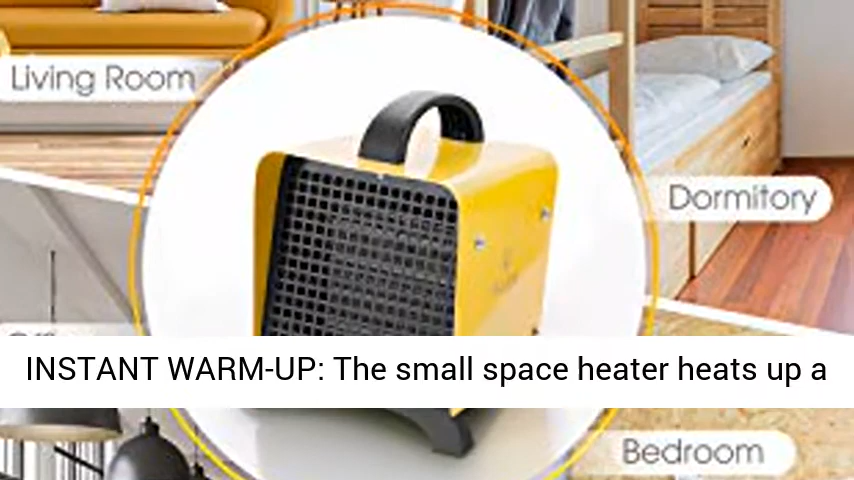 Living Room
Dormitory
INSTANT WARM-UP: The small space heater heats up a
Bedroom